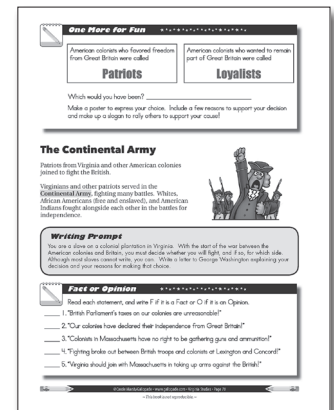 One More for Fun
American colonists who favored freedom
from Great Britain were called
Patriots
American colonists who wanted to remain
part of Great Britain were called
Loyalists
Which would you have been?
Make a poster to express your choice. Include a few reasons to support your decision
and make up a slogan to rally others to support your cause!
The Continental Army
Patriots from Virginia and other American colonies
joined to fight the British.
Virginians and other patriots served in the
Continental Army, fighting many battles. Whites,
African Americans (free and enslaved), and American
Indians fought alongside each other in the battles for
independence.
Writing Prompt
You are a slave on a colonial plantation in Virginia. With the start of the war between the
American colonies and Britain, you must decide whether you will fight, and if so, for which side.
Although most slaves cannot write, you can. Write a letter to George Washington explaining your
decision and your reasons for making that choice.
Fact or Opinion
Read each statement, and write F if it is a Fact or O if it is an Opinion.
1. "British Parliament's taxes on our colonies are unreasonable!"
2. "Our colonies have declared their independence from Great Britain!"
3. "Colonists in Massachusetts have no right to be gathering guns and ammunition!"
4. "Fighting broke out between British troops and colonists at Lexington and Concord!"
5. "Virginia should join with Massachusetts in taking up arms against the British!"